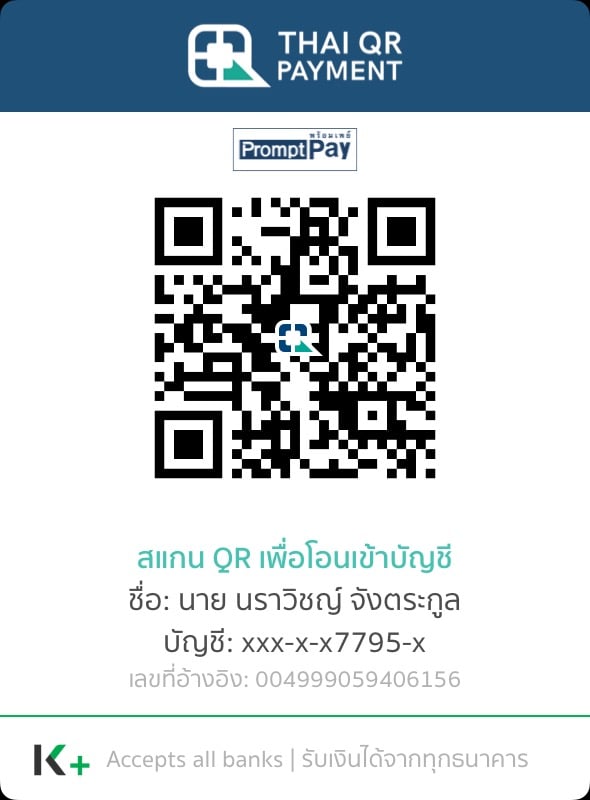 THAI QR
PAYMENT
พร้อมเพย์
PromptPay
สแกน QR เพื่อโอนเข้าบัญชี
ชื่อ: นาย นราวิชญ์ จังตระกูล
บัญชี: xxx-x-x7795-x
เลขที่อ้างอิง: 004999059406156
K+
Accepts all banks | รับเงินได้จากทุกธนาคาร